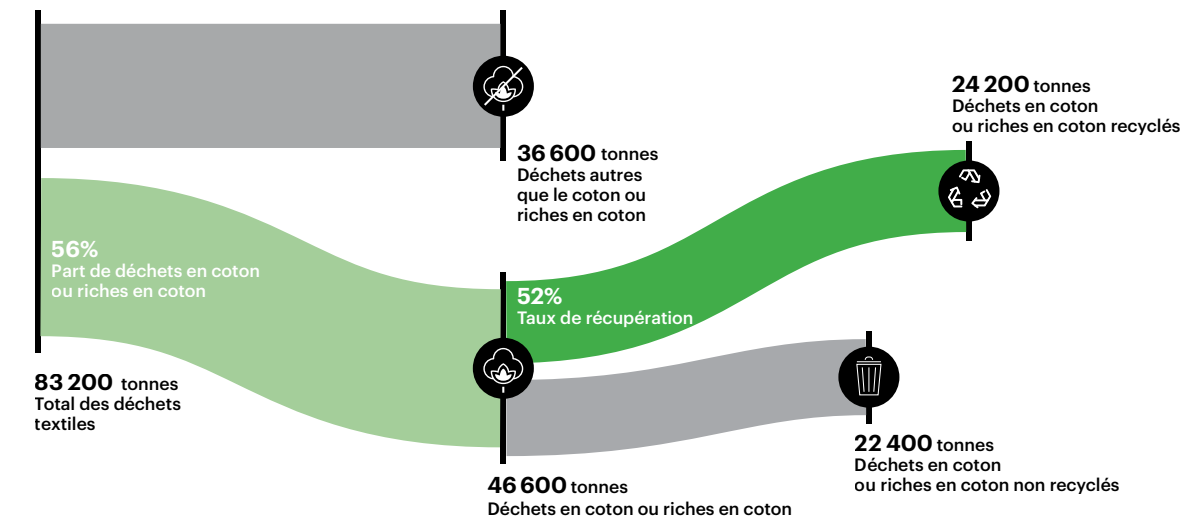 24 200 tonnes
Déchets en coton
ou riches en coton recyclés
36 600 tonnes
Déchets autres
que le coton ou
riches en coton
56%
Part de déchets en coton
ou riches en coton
52%
Taux de récupération
83 200 tonnes
Total des déchets
textiles
22 400 tonnes
Déchets en coton
ou riches en coton non recyclés
46 600 tonnes
Déchets en coton ou riches en coton